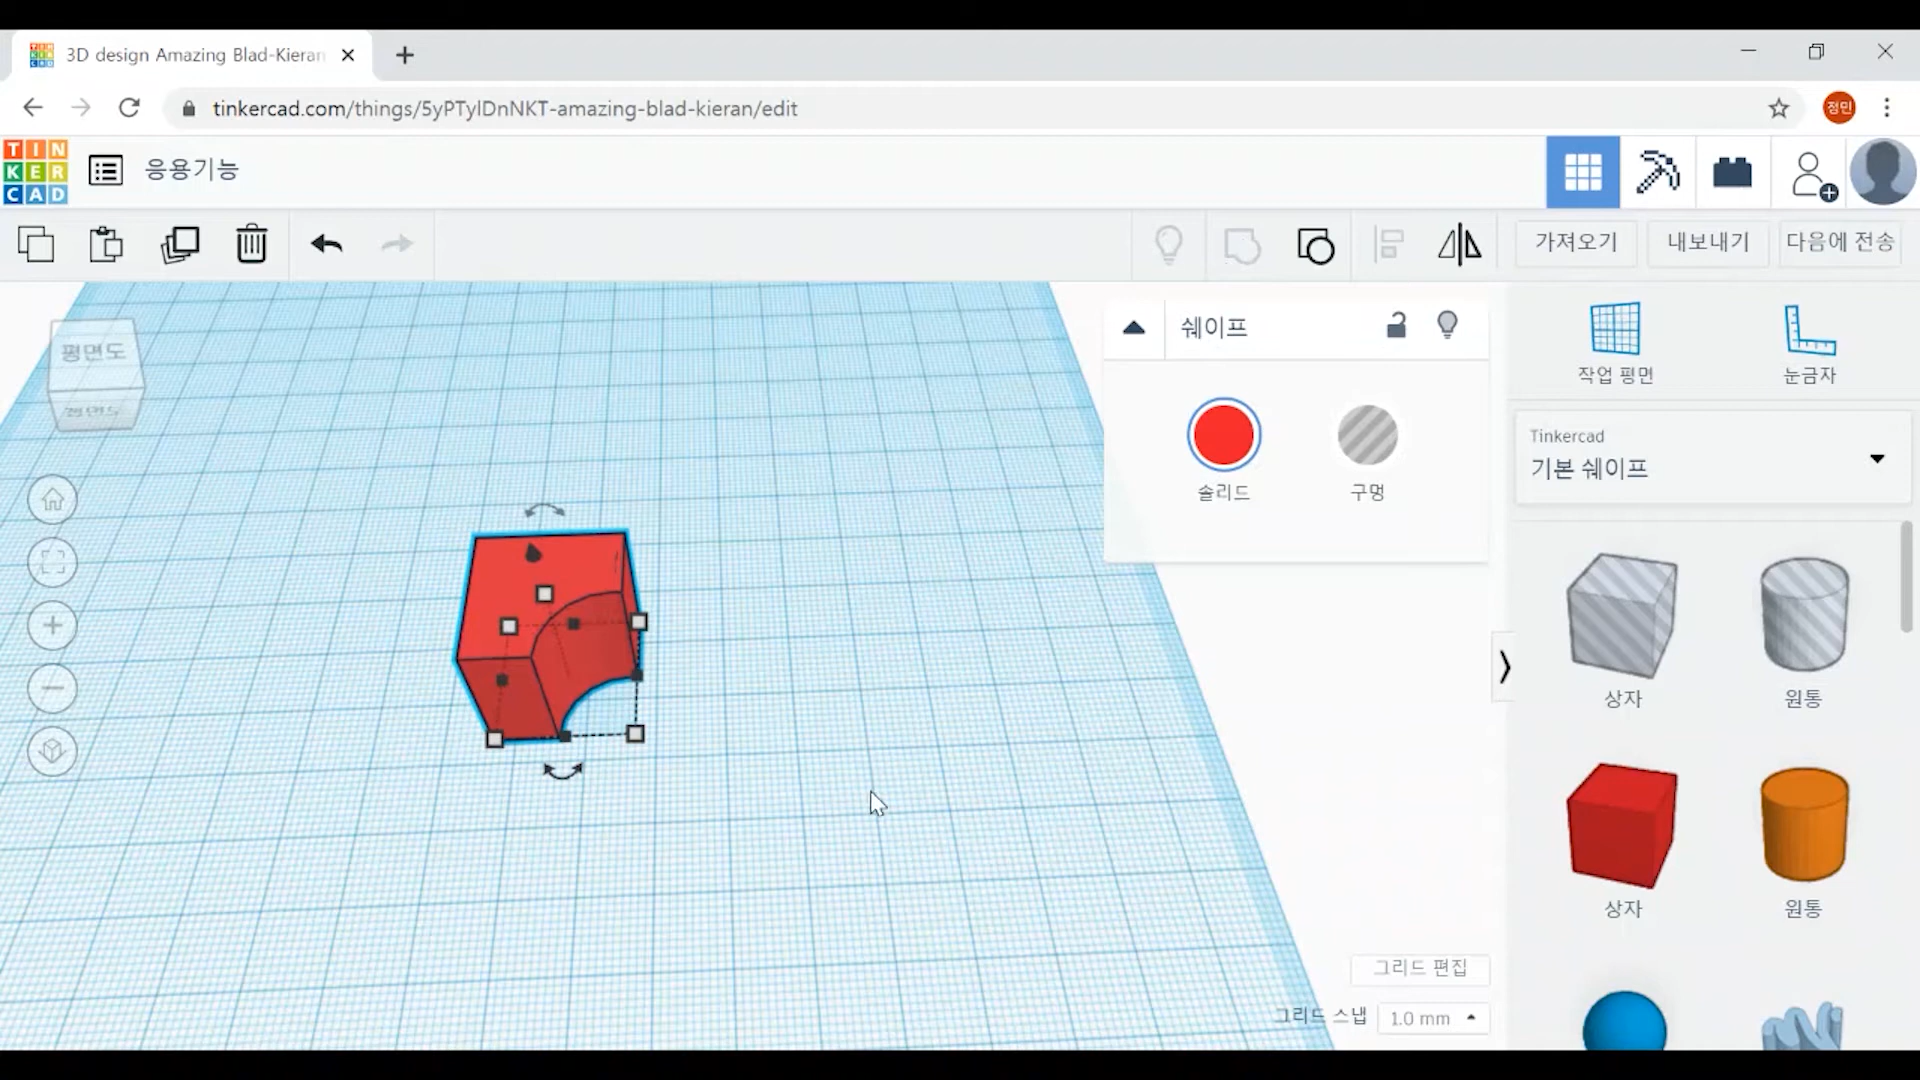 3D design Amazing Blad-Kieran
tinkercad.com/things/5yPTylDnNKT-amazing-blad-kieran/edit
정민
TIN
KER
CAD
응용기능
가져오기
내보내기
다음에 전송
평면도
쉐이프
솔리드
구멍
작업 평면
눈금자
Tinkercad
기본 쉐이프
상자
원통
상자
원통
그리드 편집
그리드 스냅
1.0 mm